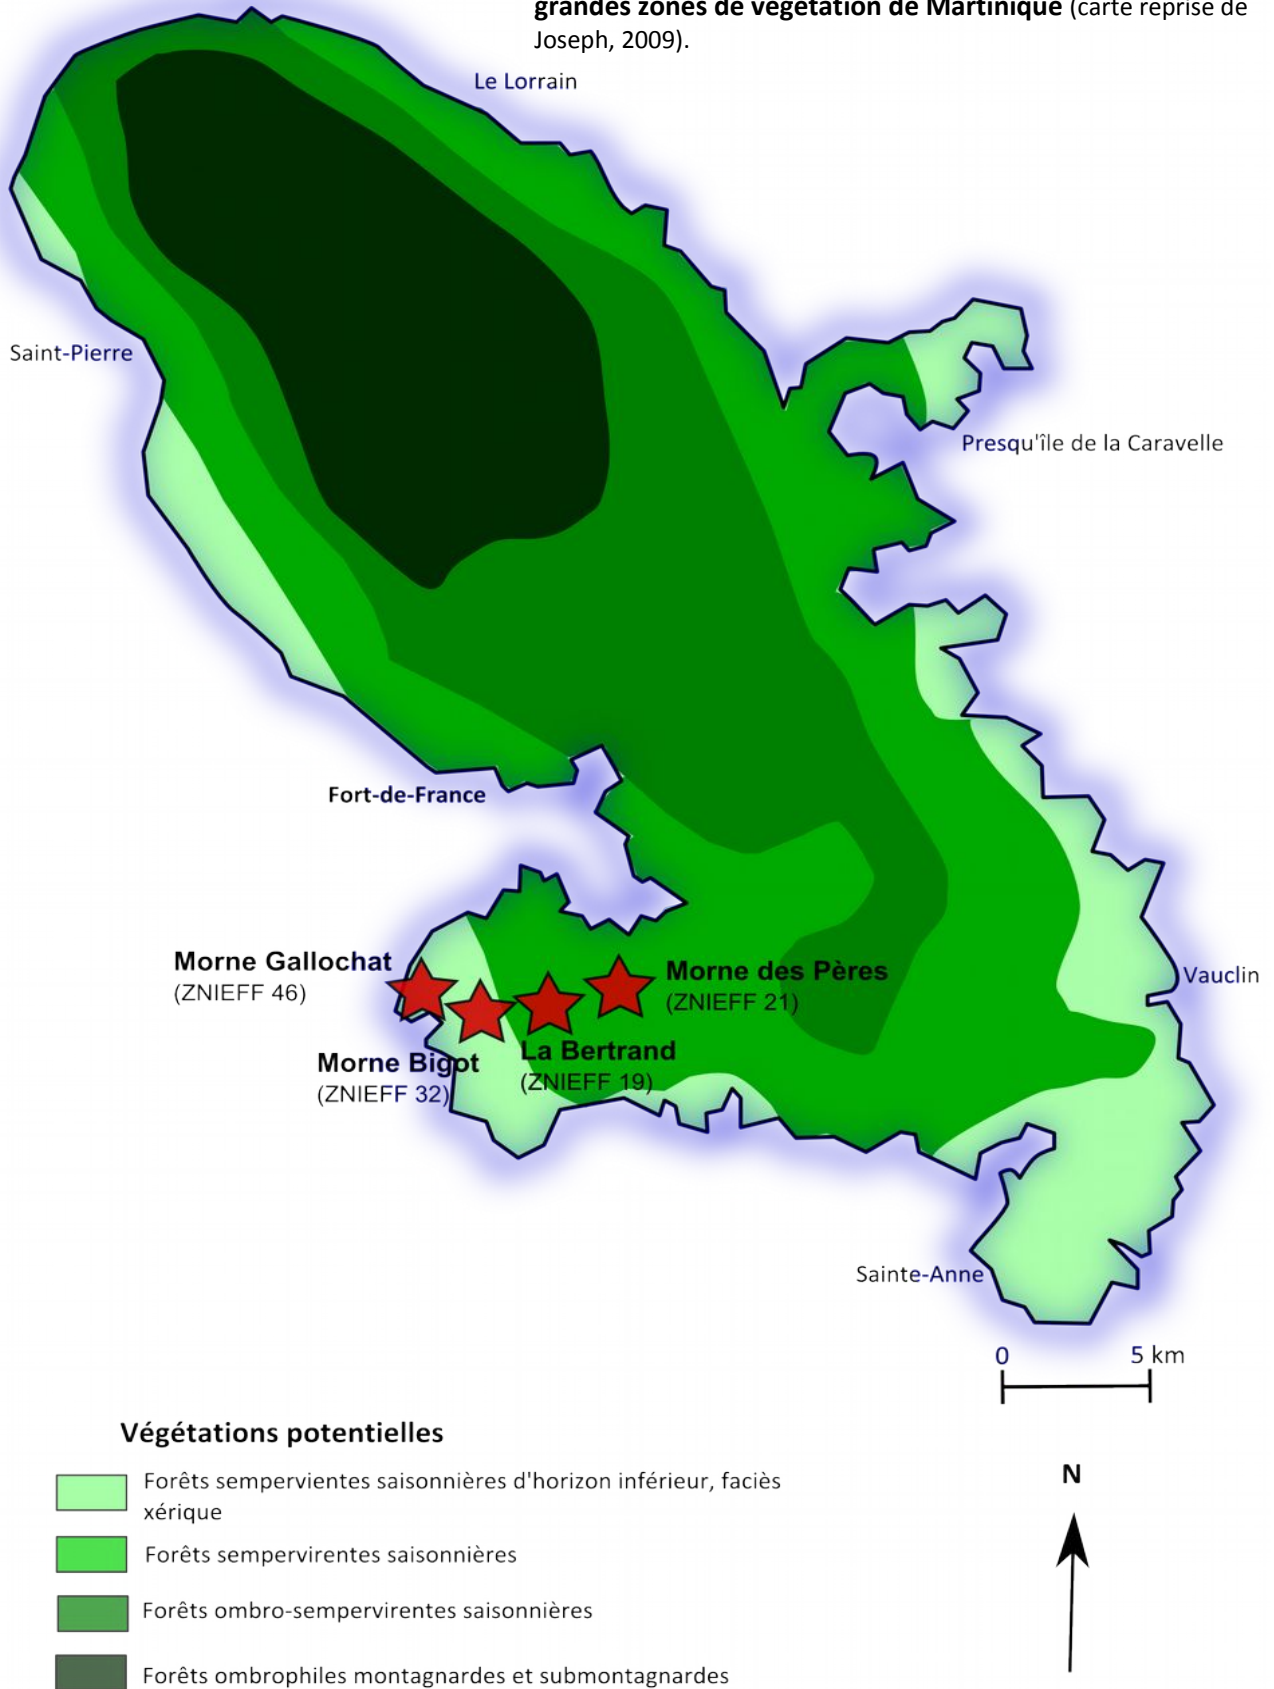 grandes zones de végétation de Martinique (carte reprise de
Joseph, 2009).
Le Lorrain
Saint-Pierre
Presqu'île de la Caravelle
Fort-de-France
Morne Gallochat
(ZNIEFF 46)
Morne des Pères
(ZNIEFF 21)
Vauclin
Morne Bigot
(ZNIEFF 32)
La Bertrand
(ZNIEFF 19)
Sainte-Anne
0 5 km
Végétations potentielles
Forêts sempervientes saisonnières d'horizon inférieur, faciès
xérique
N
Forêts sempervirentes saisonnières
Forêts ombro-sempervirentes saisonnières
Forêts ombrophiles montagnardes et submontagnardes